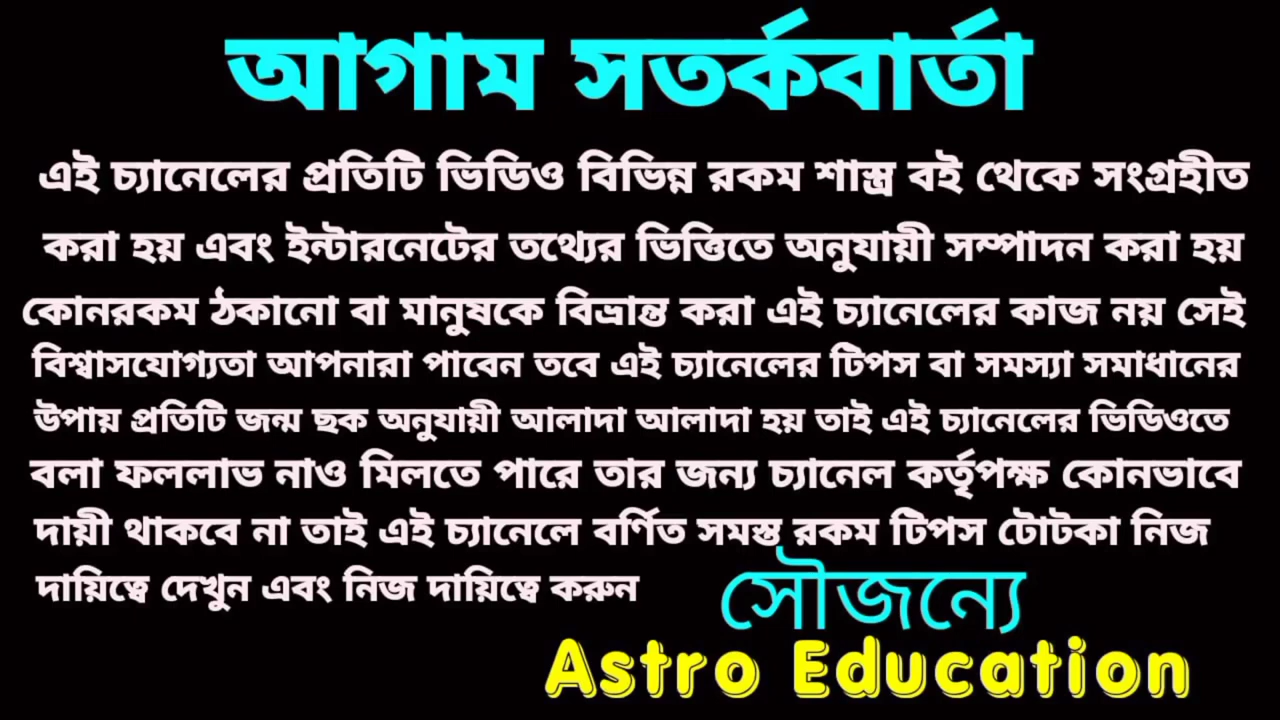 আগাম সতর্কবার্তা
এই চ্যানেলের প্রতিটি ভিডিও বিভিন্ন রকম শাস্ত্র বই থেকে সংগ্রহীত
করা হয় এবং ইন্টারনেটের তথ্যের ভিত্তিতে অনুযায়ী সম্পাদন করা হয়
কোনরকম ঠকানো বা মানুষকে বিভ্রান্ত করা এই চ্যানেলের কাজ নয় সেই
বিশ্বাসযোগ্যতা আপনারা পাবেন তবে এই চ্যানেলের টিপস বা সমস্যা সমাধানের
উপায় প্রতিটি জন্ম ছক অনুযায়ী আলাদা আলাদা হয় তাই এই চ্যানেলের ভিডিওতে
বলা ফললাভ নাও মিলতে পারে তার জন্য চ্যানেল কর্তৃপক্ষ কোনভাবে
দায়ী থাকবে না তাই এই চ্যানেলে বর্ণিত সমস্ত রকম টিপস টোটকা নিজ
দায়িত্বে দেখুন এবং নিজ দায়িত্বে করুন
সৌজন্যে
Astro Education